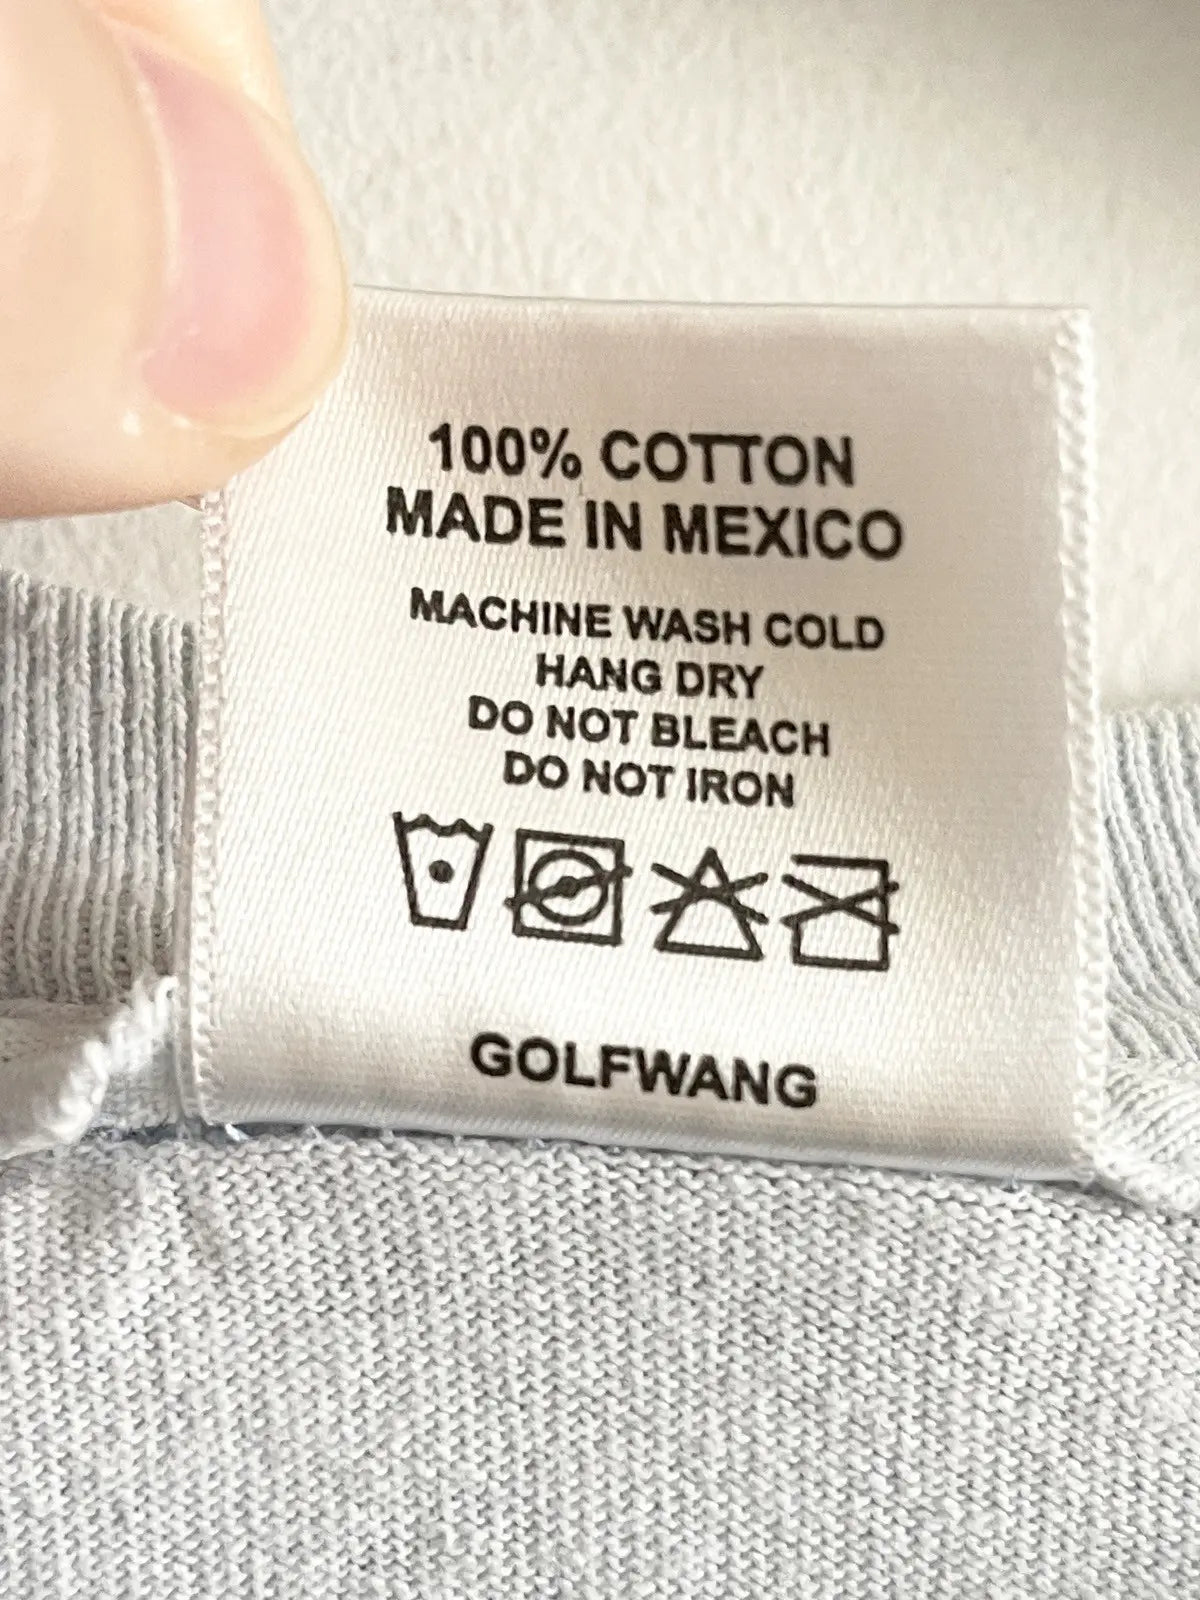 100% COTTON
MADE IN MEXICO
MACHINE WASH COLD
HANG DRY
DO NOT BLEACH
DO NOT IRON
GOLFWANG